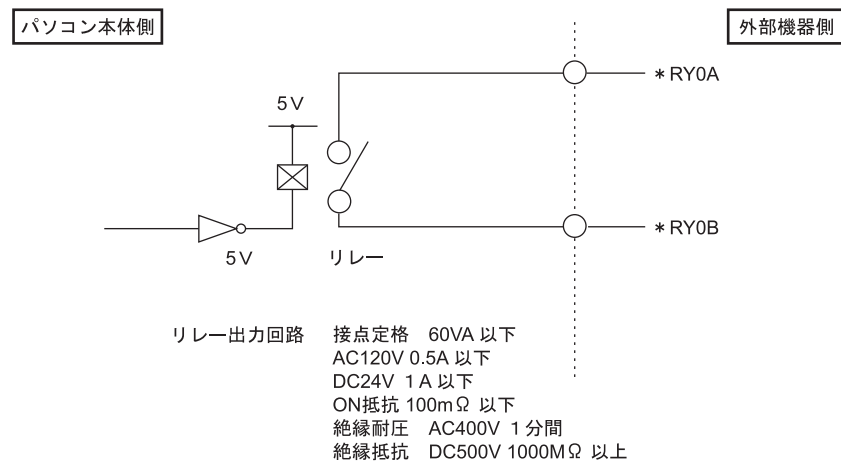 パソコン本体側
外部機器側
＊RY0A
5V
＊RY0B
5V
リレー
リレー出力回路 接点定格 60VA 以下
AC120V 0.5A 以下
DC24V 1A 以下
ON抵抗 100mΩ 以下
絶縁耐圧 AC400V 1分間
絶縁抵抗 DC500V 1000MΩ 以上